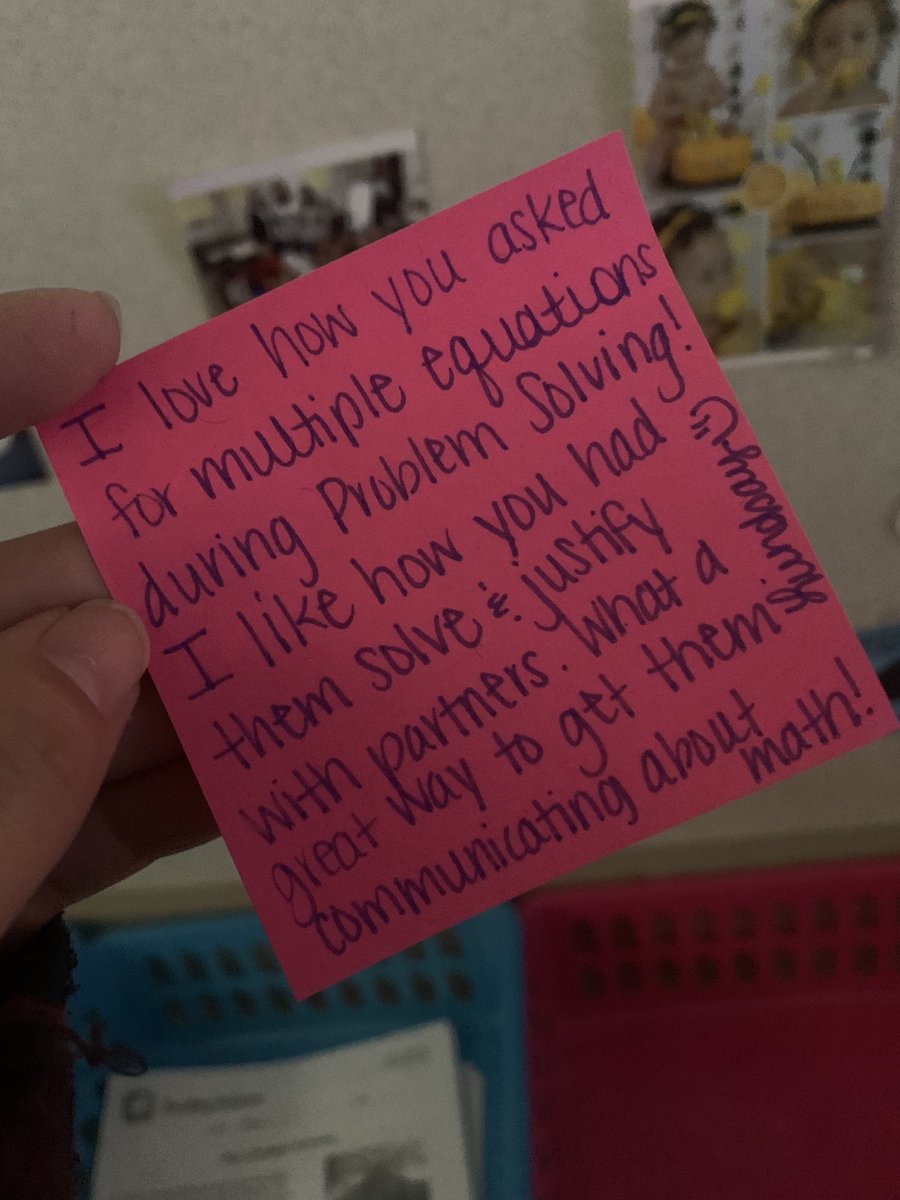 I love how you asked
for multiple equations
during Problem Solving!
I like how you had
them solve & justify
with partners. What a
great way to get them
communicating about
math!